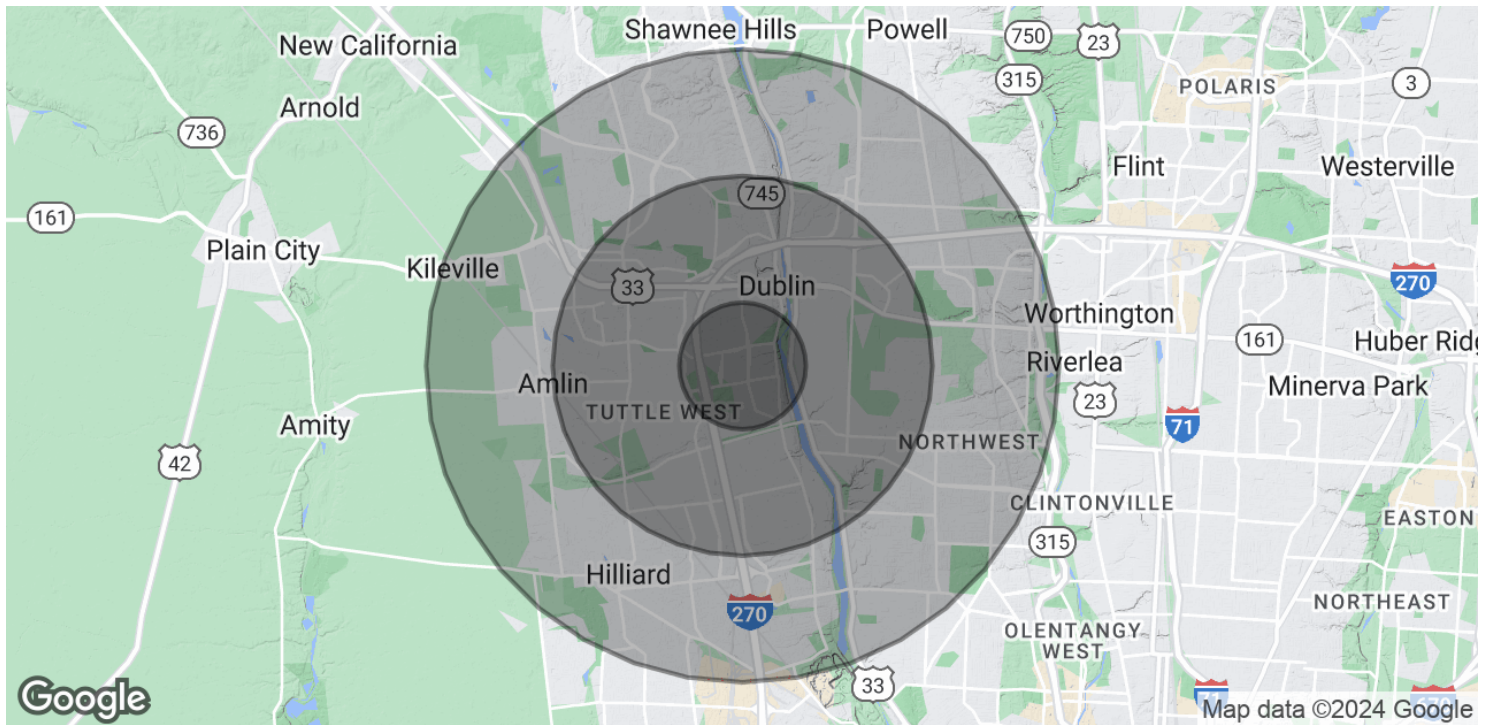 Shawnee Hills
Powell
750
23
New California
315
POLARIS
3
Arnold
736
Flint
Westerville
745
161
Plain City
Kileville
33
Dublin
270
Worthington
161
Huber Ridg
Riverlea
Amlin
Minerva Park
23
TUTTLE WEST
Amity
71
NORTHWEST
42
CLINTONVILLE
EASTON
315
Hilliard
270
NORTHEAST
OLENTANGY
WEST
33
71
Google
Map data ©2024 Google